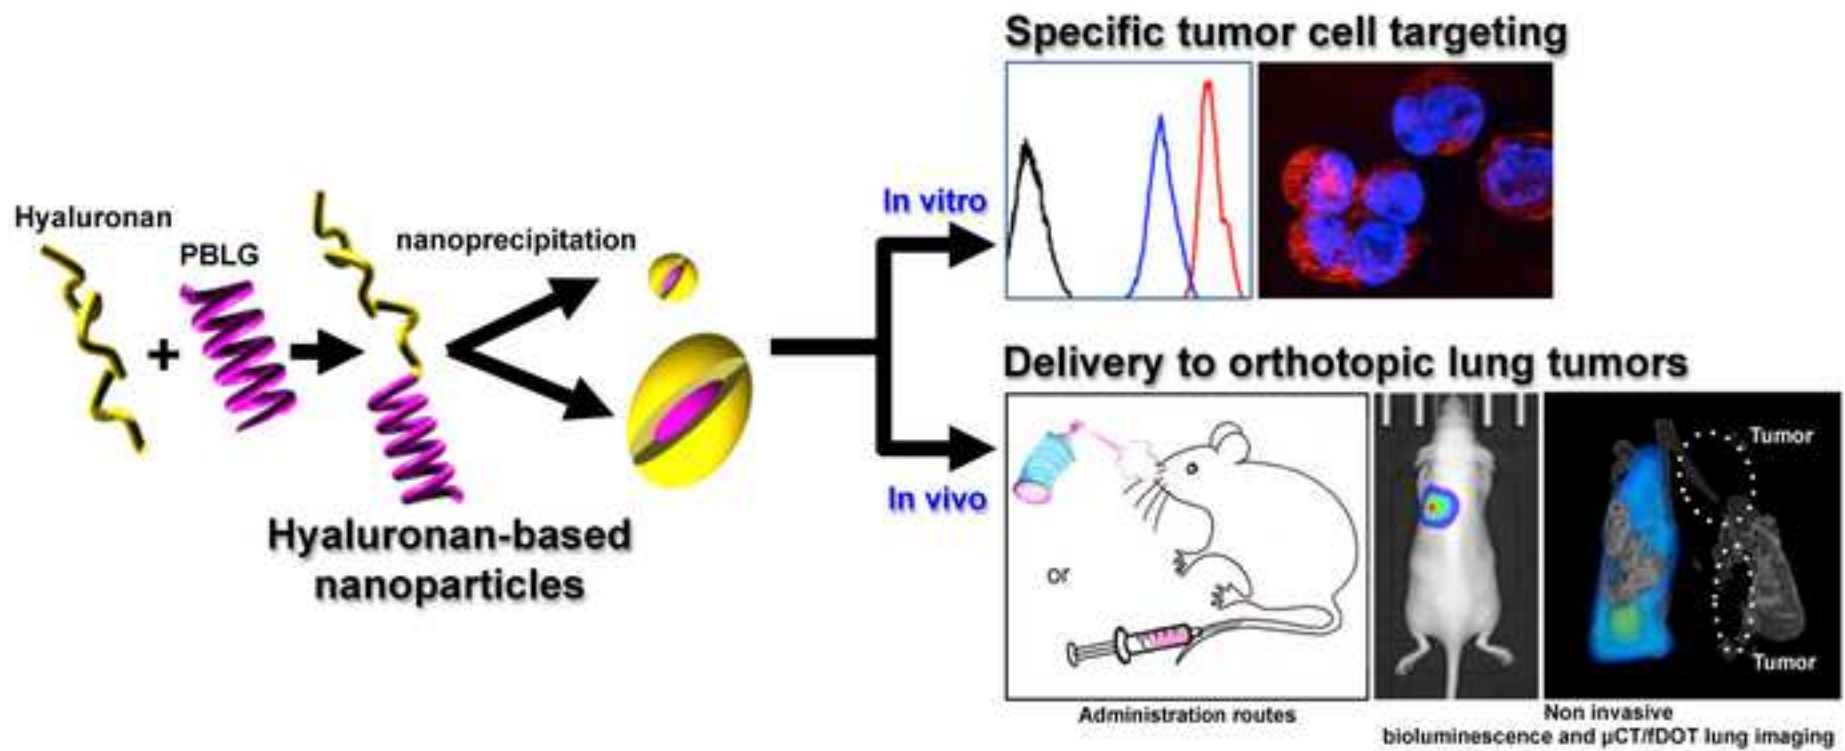 Specific tumor cell targeting
Hyaluronan
PBLG
nanoprecipitation
In vitro
+
Delivery to orthotopic lung tumors
In vivo
Tumor
or
Tumor
Hyaluronan-based
nanoparticles
Administration routes
Non invasive
bioluminescence and µCT/fDOT lung imaging